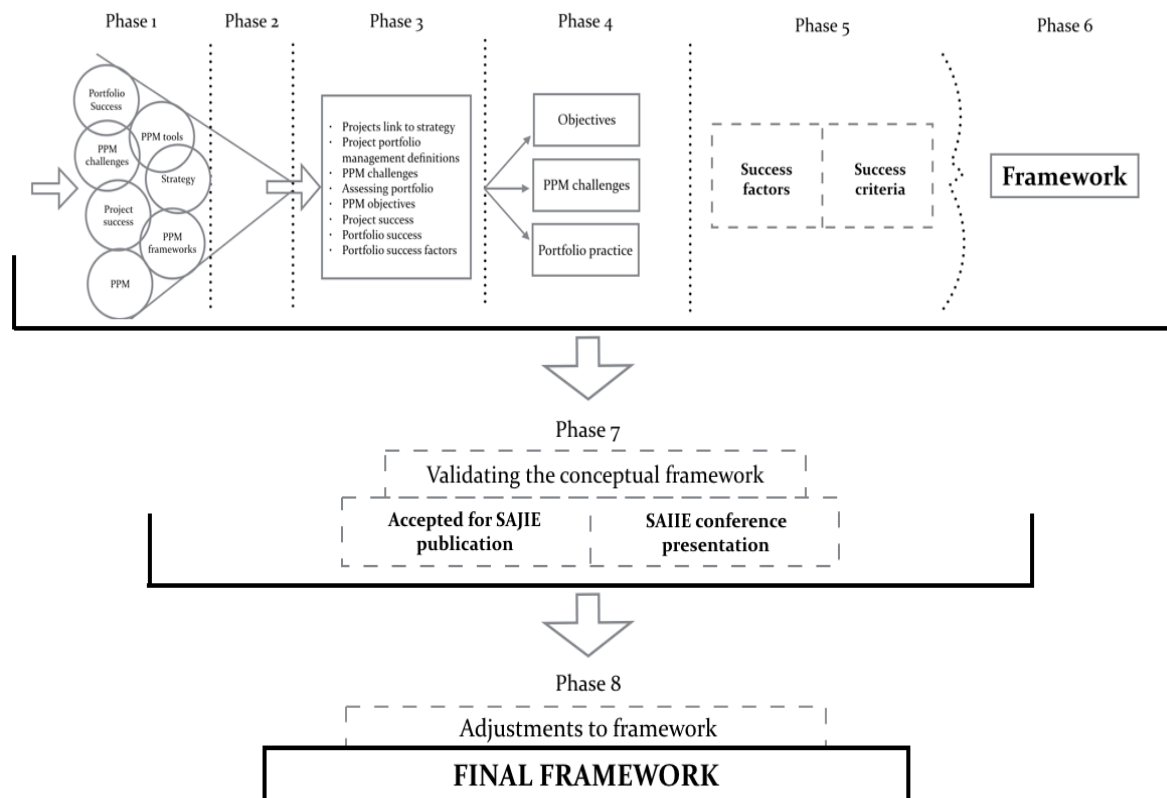 Phase 1
Phase 2
Phase 3
Phase 4
Phase 5
Phase 6
Portfolio
Success
PPM tools
PPM
challenges
Strategy
Project
success
PPM
frameworks
PPM
· Projects link to strategy
· Project portfolio
management definitions
· PPM challenges
· Assessing portfolio
· PPM objectives
· Project success
· Portfolio success
· Portfolio success factors
Objectives
PPM challenges
Portfolio practice
Success
factors
Success
criteria
Framework
Phase 7
Validating the conceptual framework
Accepted for SAJIE
publication
SAIIE conference
presentation
Phase 8
Adjustments to framework
FINAL FRAMEWORK